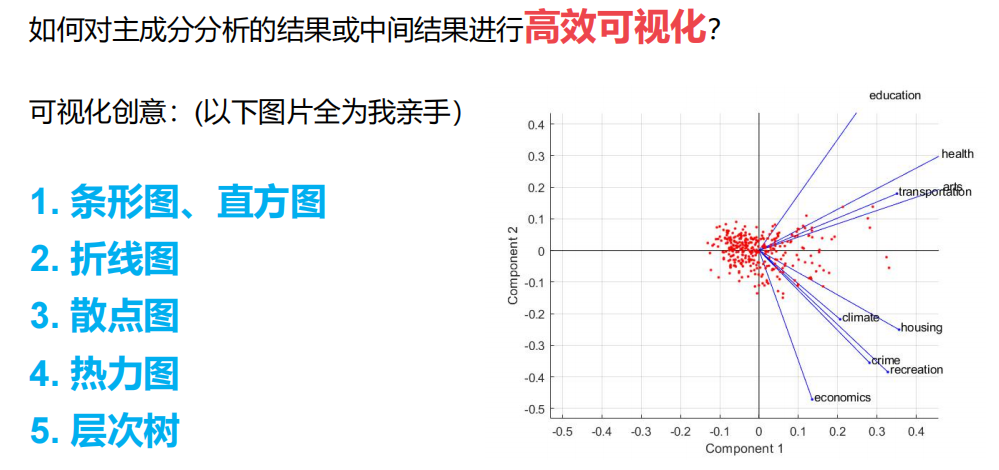 如何对主成分分析的结果或中间结果进行高效可视化？
可视化创意：(以下图片全为我亲手）
1. 条形图、直方图
2. 折线图
3. 散点图
4. 热力图
5. 层次树
education
health
arts
transportation
climate
housing
crime
recreation
economics
0.4
0.3
0.2
0.1
0
-0.1
-0.2
-0.3
-0.4
-0.5
Component 2
-0.5 -0.4 -0.3 -0.2 -0.1 0 0.1 0.2 0.3 0.4
Component 1